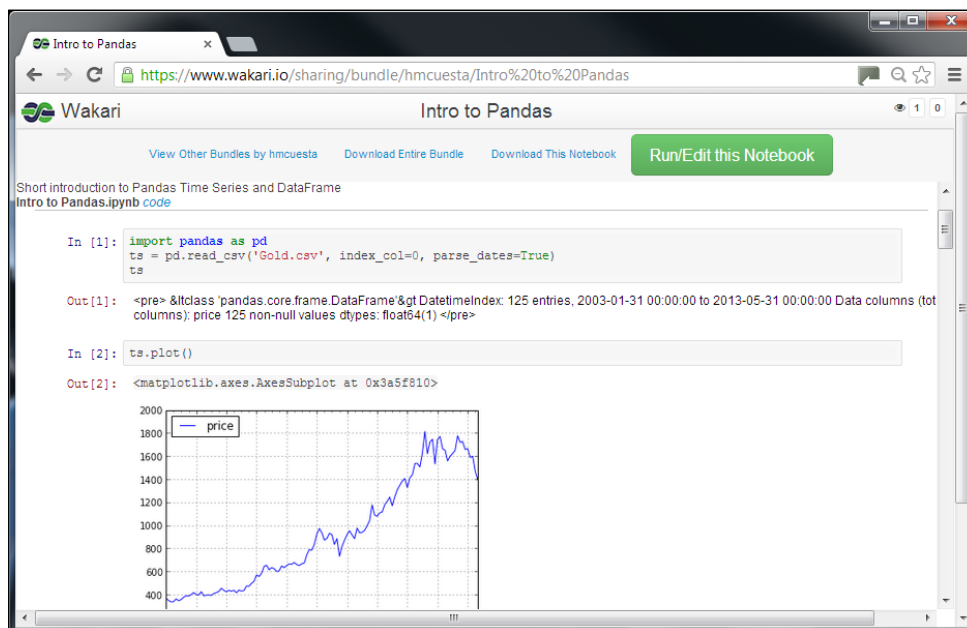 Intro to Pandas
https://www.wakari.io/sharing/bundle/hmcuesta/Intro%20to%20Pandas
Wakari
Intro to Pandas
1 0
View Other Bundles by hmcuesta
Download Entire Bundle
Download This Notebook
Run/Edit this Notebook
Short introduction to Pandas Time Series and DataFrame
Intro to Pandas.ipynb code
In [1]: import pandas as pd
ts = pd.read_csv('Gold.csv', index_col=0, parse_dates=True)
ts
Out[1]: <pre> &ltclass 'pandas.core.frame.DataFrame'&gt DatetimeIndex: 125 entries, 2003-01-31 00:00:00 to 2013-05-31 00:00:00 Data columns (tot
columns): price 125 non-null values dtypes: float64(1) </pre>
In [2]: ts.plot()
Out[2]: <matplotlib.axes.AxesSubplot at 0x3a5f810>
2000
price
1800
1600
1400
1200
1000
800
600
400